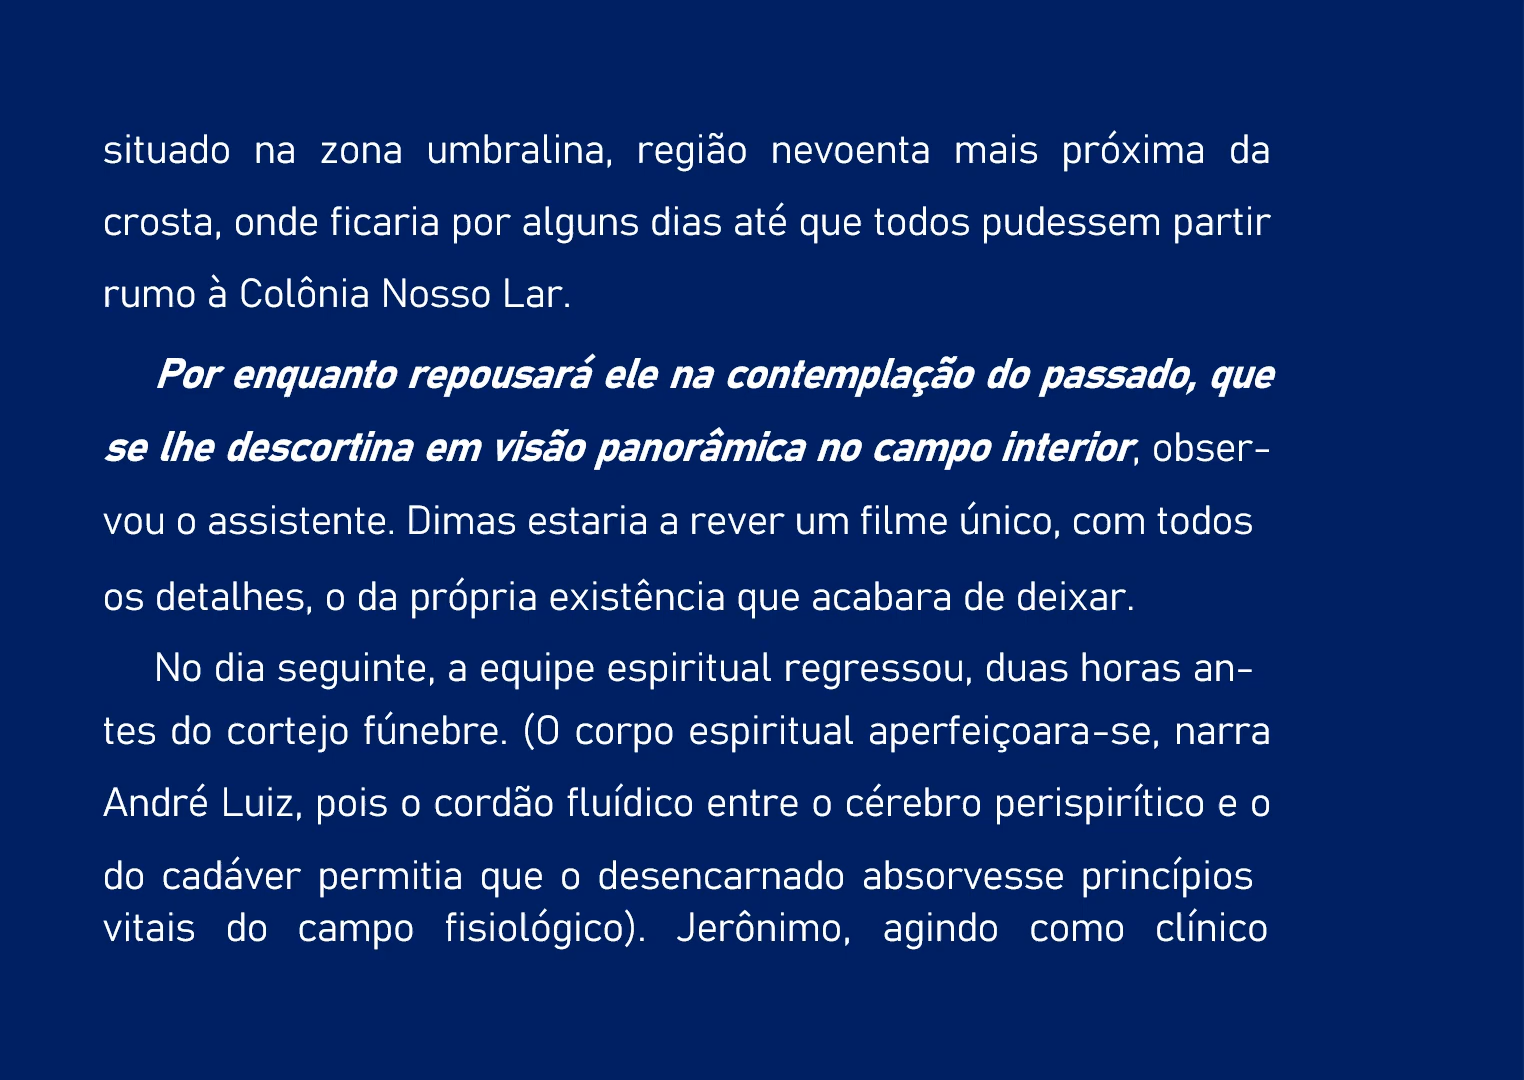 situado na zona umbralina, região nevoenta mais próxima da
crosta, onde ficaria por alguns dias até que todos pudessem partir
rumo à Colônia Nosso Lar.
Por enquanto repousará ele na contemplação do passado, que
se lhe descortina em visão panorâmica no campo interior, obser-
vou o assistente. Dimas estaria a rever um filme único, com todos
os detalhes, o da própria existência que acabara de deixar.
No dia seguinte, a equipe espiritual regressou, duas horas an-
tes do cortejo fúnebre. (O corpo espiritual aperfeiçoara-se, narra
André Luiz, pois o cordão fluídico entre o cérebro perispirítico e o
do cadáver permitia que o desencarnado absorvesse princípios
vitais do campo fisiológico). Jerônimo, agindo como clínico